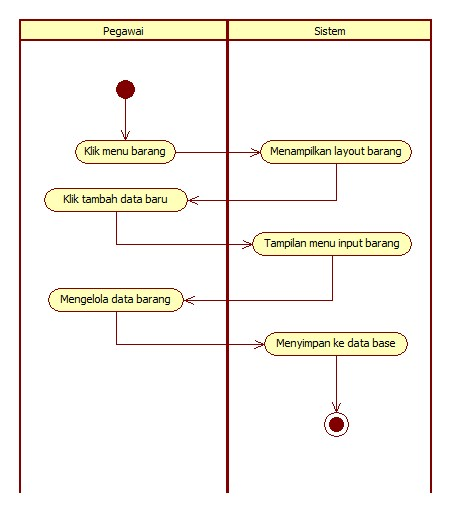 Pegawai
Sistem
Klik menu barang
Menampilkan layout barang
Klik tambah data baru
Tampilan menu input barang
Mengelola data barang
Menyimpan ke data base